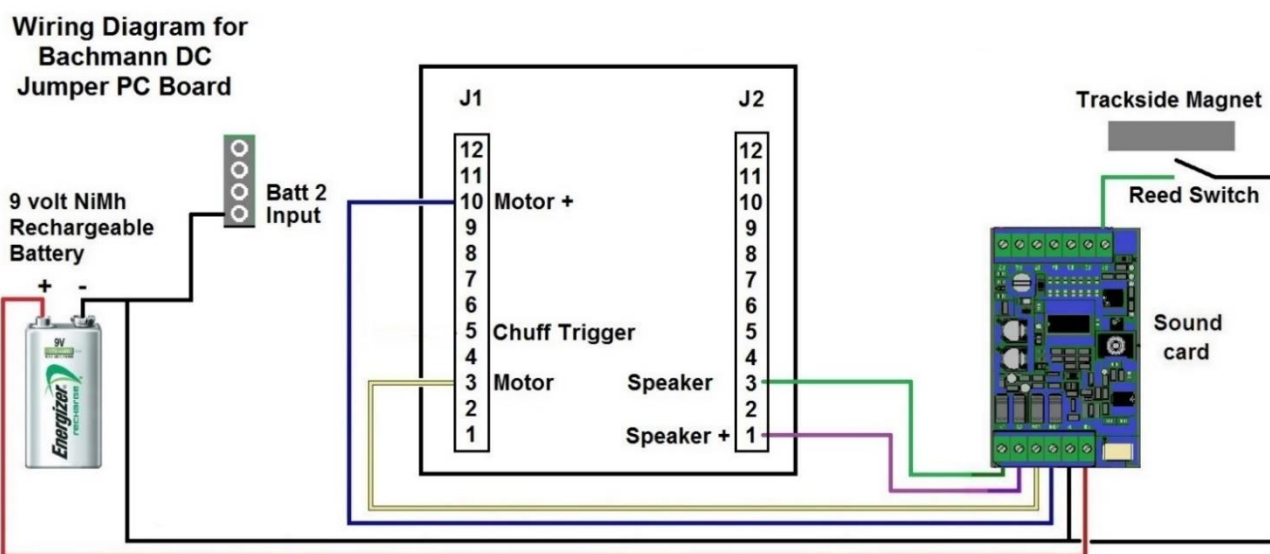 Wiring Diagram for
Bachmann DC
Jumper PC Board
9 volt NiMh
Rechargeable
Battery
+ -
9V
Energizer
recharge
Batt 2
Input
J1
12
11
10 Motor +
9
8
7
6
5 Chuff Trigger
4
3 Motor
2
1
J2
12
11
10
9
8
7
6
5
4
Speaker 3
2
Speaker + 1
Trackside Magnet
Reed Switch
Sound
card